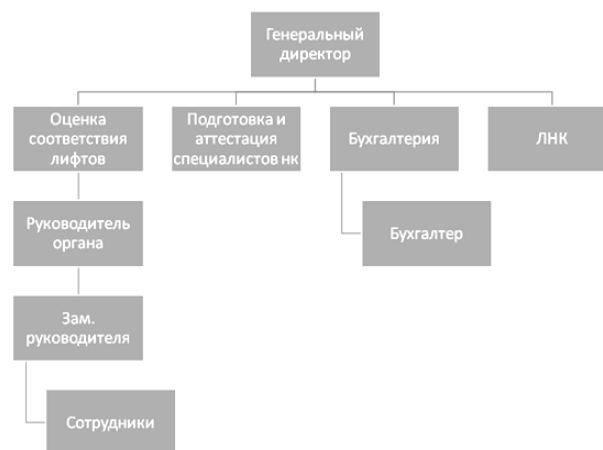 Генеральный
директор
Оценка
соответствия
лифтов
Подготовка и
аттестация
специалистов нк
Бухгалтерия
ЛНК
Руководитель
органа
Бухгалтер
Зам.
руководителя
Сотрудники